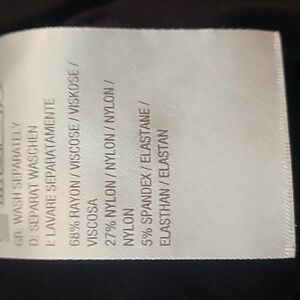 GB: WASH SEPARATELY
D: SEPARAT WASCHEN
I: LAVARE SEPARATAMENTE
68% RAYON / VISCOSE / VISKOSE /
VISCOSA
27% NYLON / NYLON / NYLON /
NYLON
5% SPANDEX / ELASTANE /
ELASTHAN / ELASTAN